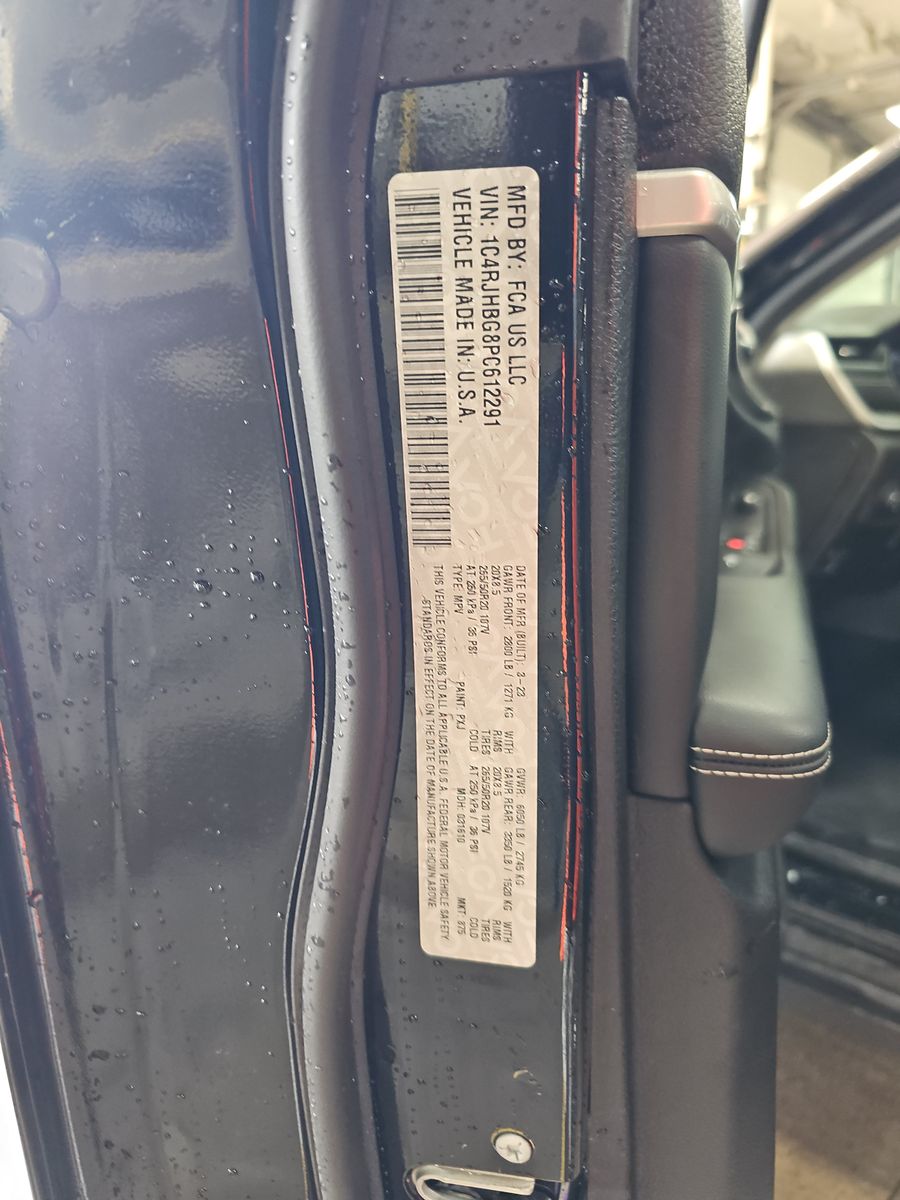 MFD BY: FCA US LLC
VIN: 1C4RJHBG8PC612291
VEHICLE MADE IN: U.S.A.
DATE OF MFR (BUILT): 3-23 GVWR: 6050 LB / 2745 KG
GAWR FRONT: 2800 LB / 1271 KG WITH GAWR REAR: 3350 LB / 1520 KG WITH
20X8.5 RIMS 20X8.5 RIMS
265/50R20 107V TIRES 265/50R20 107V TIRES
AT 250 kPa / 36 PSI COLD AT 250 kPa / 36 PSI COLD
TYPE: MPV PAINT: PXJ MDH: 031610 MKT: 875
THIS VEHICLE CONFORMS TO ALL APPLICABLE U.S.A. FEDERAL MOTOR VEHICLE SAFETY
STANDARDS IN EFFECT ON THE DATE OF MANUFACTURE SHOWN ABOVE